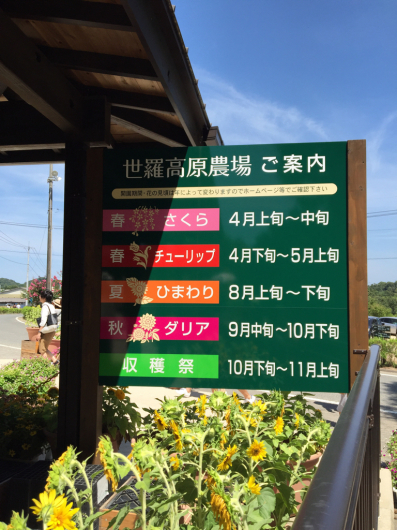 世羅高原農場 ご案内
開園期間・花の見頃は年によって変わりますのでホームページ等でご確認下さい
春 さくら 4月上旬〜中旬
春 チューリップ 4月下旬〜5月上旬
夏 ひまわり 8月上旬〜下旬
秋 ダリア 9月中旬〜10月下旬
収穫祭 10月下旬〜11月上旬